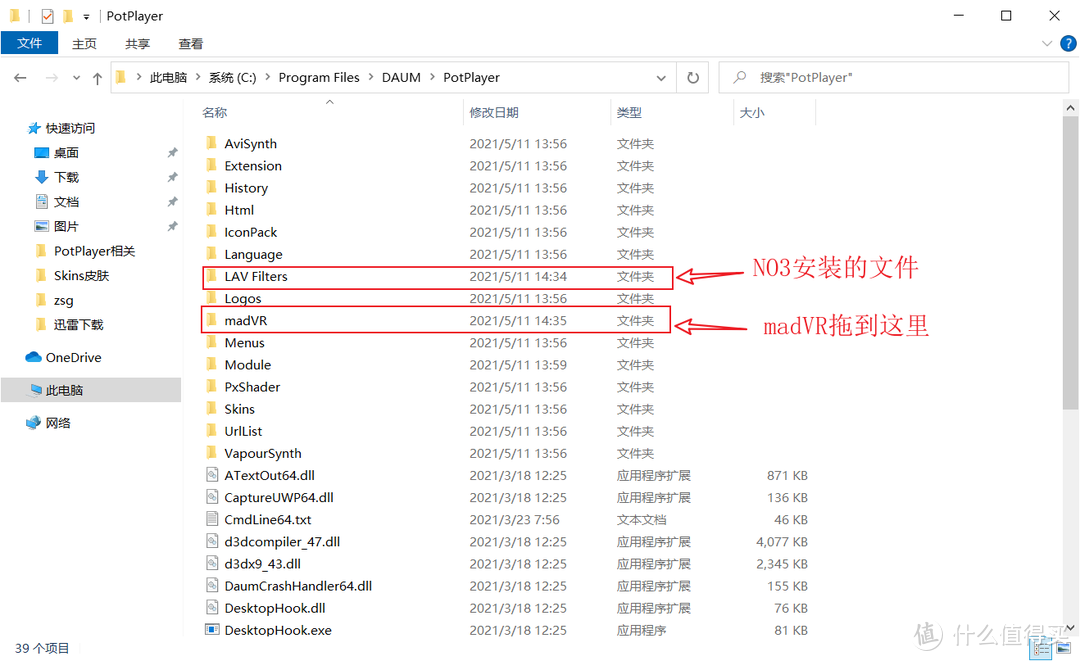 PotPlayer
文件 主页 共享 查看
此电脑 系统 (C:) Program Files DAUM PotPlayer
搜索"PotPlayer"
名称 修改日期 类型 大小
快速访问
桌面
下载
文档
图片
PotPlayer相关
Skins皮肤
zsg
迅雷下载
OneDrive
此电脑
网络
AviSynth 2021/5/11 13:56 文件夹
Extension 2021/5/11 13:56 文件夹
History 2021/5/11 13:56 文件夹
Html 2021/5/11 13:56 文件夹
IconPack 2021/5/11 13:56 文件夹
Language 2021/5/11 13:56 文件夹
LAV Filters 2021/5/11 14:34 文件夹
NO3安装的文件
Logos 2021/5/11 13:56 文件夹
madVR 2021/5/11 14:35 文件夹
madVR拖到这里
Menus 2021/5/11 13:56 文件夹
Module 2021/5/11 13:59 文件夹
PxShader 2021/5/11 13:56 文件夹
Skins 2021/5/11 13:56 文件夹
UrlList 2021/5/11 13:56 文件夹
VapourSynth 2021/5/11 13:56 文件夹
ATextOut64.dll 2021/3/18 12:25 应用程序扩展 871 KB
CaptureUWP64.dll 2021/3/18 12:25 应用程序扩展 136 KB
CmdLine64.txt 2021/3/23 7:56 文本文档 46 KB
d3dcompiler_47.dll 2021/3/18 12:25 应用程序扩展 4,077 KB
d3dx9_43.dll 2021/3/18 12:25 应用程序扩展 2,345 KB
DaumCrashHandler64.dll 2021/3/18 12:25 应用程序扩展 155 KB
DesktopHook.dll 2021/3/18 12:25 应用程序扩展 76 KB
DesktopHook.exe 2021/3/18 12:25 应用程序 81 KB
39 个项目
值 什么值得买